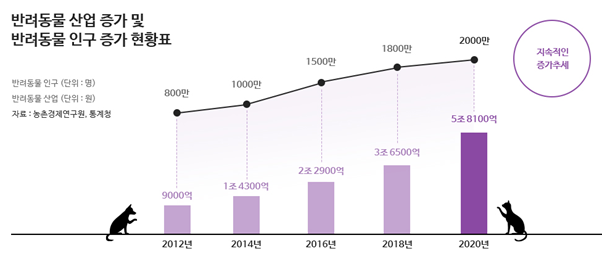 반려동물 산업 증가 및
반려동물 인구 증가 현황표
지속적인
증가추세
반려동물 인구 (단위 : 명)
반려동물 산업 (단위 : 원)
자료 : 농촌경제연구원, 통계청
800만
1000만
1500만
1800만
2000만
9000억
1조 4300억
2조 2900억
3조 6500억
5조 8100억
2012년
2014년
2016년
2018년
2020년